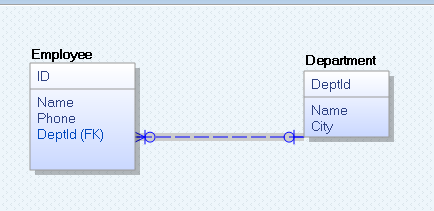 Employee
ID
Name
Phone
DeptId (FK)
Department
DeptId
Name
City